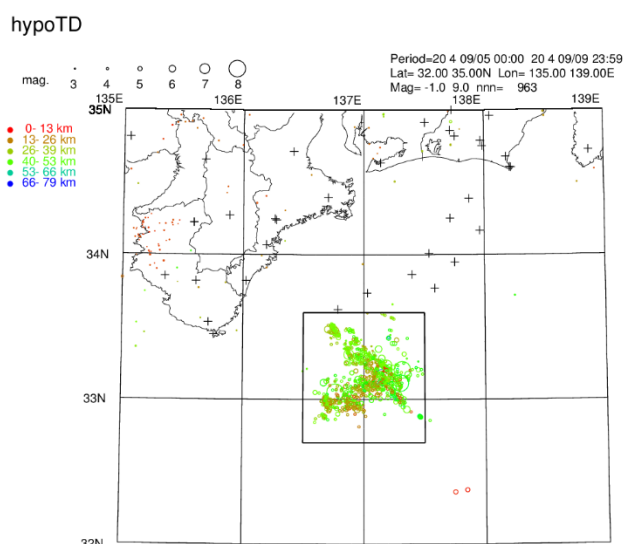 hypoTD
Period=20 4 09/05 00:00  20 4 09/09 23:59
Lat= 32.00 35.00N  Lon= 135.00 139.00E
Mag= -1.0  9.0  nnn=   963
mag.
3 4 5 6 7 8
135E 136E 137E 138E 139E
35N
0- 13 km
13- 26 km
26- 39 km
40- 53 km
53- 66 km
66- 79 km
34N
33N
32N